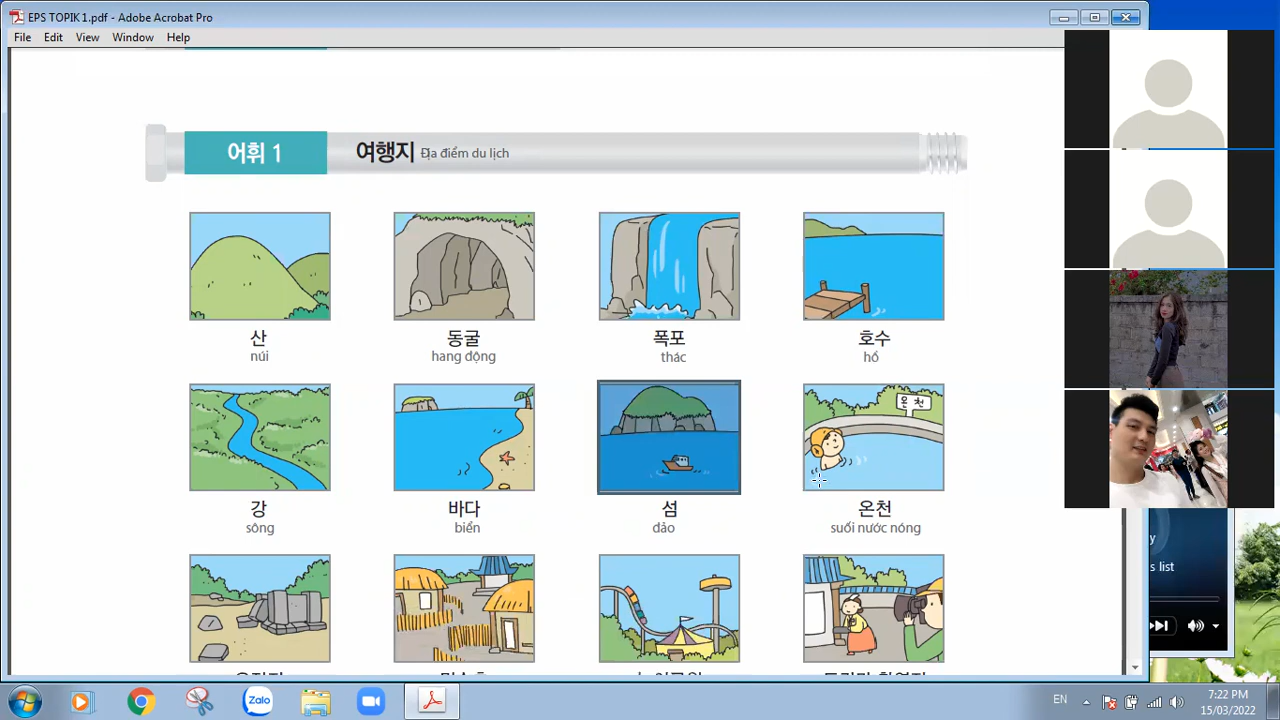 EPS TOPIK 1.pdf - Adobe Acrobat Pro
File Edit View Window Help
어휘 1
여행지 Địa điểm du lịch
산 동굴 폭포 호수
núi hang động thác hồ
온 천
강 바다 섬 온천
sông biển đảo suối nước nóng
s list
EN
7:22 PM
Zalo
15/03/2022